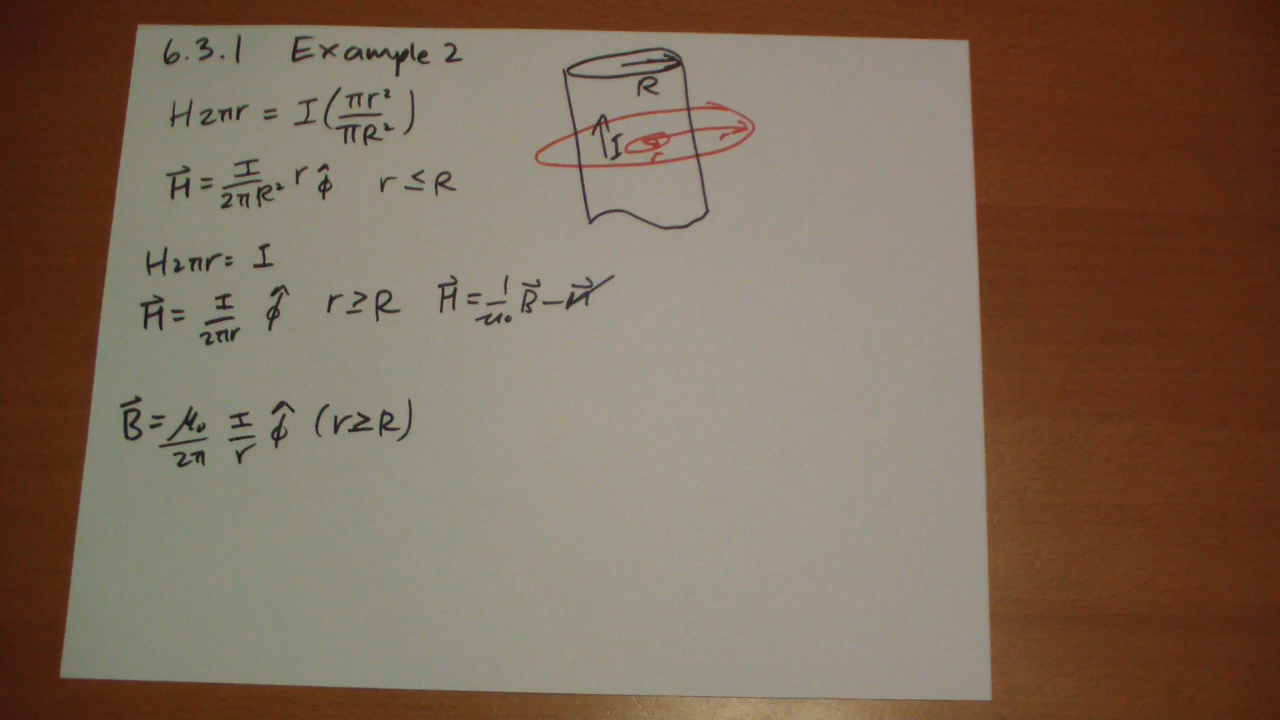 6.3.1 Example 2
H2πr = I(πr²/πR²)
R
I
r
r
H⃗ = I/2πR² r φ̂ r ≤ R
H2πr = I
H⃗ = I/2πr φ̂ r ≥ R H⃗ = 1/μ₀ B⃗ − M⃗
B⃗ = μ₀/2π I/r φ̂ (r ≥ R)